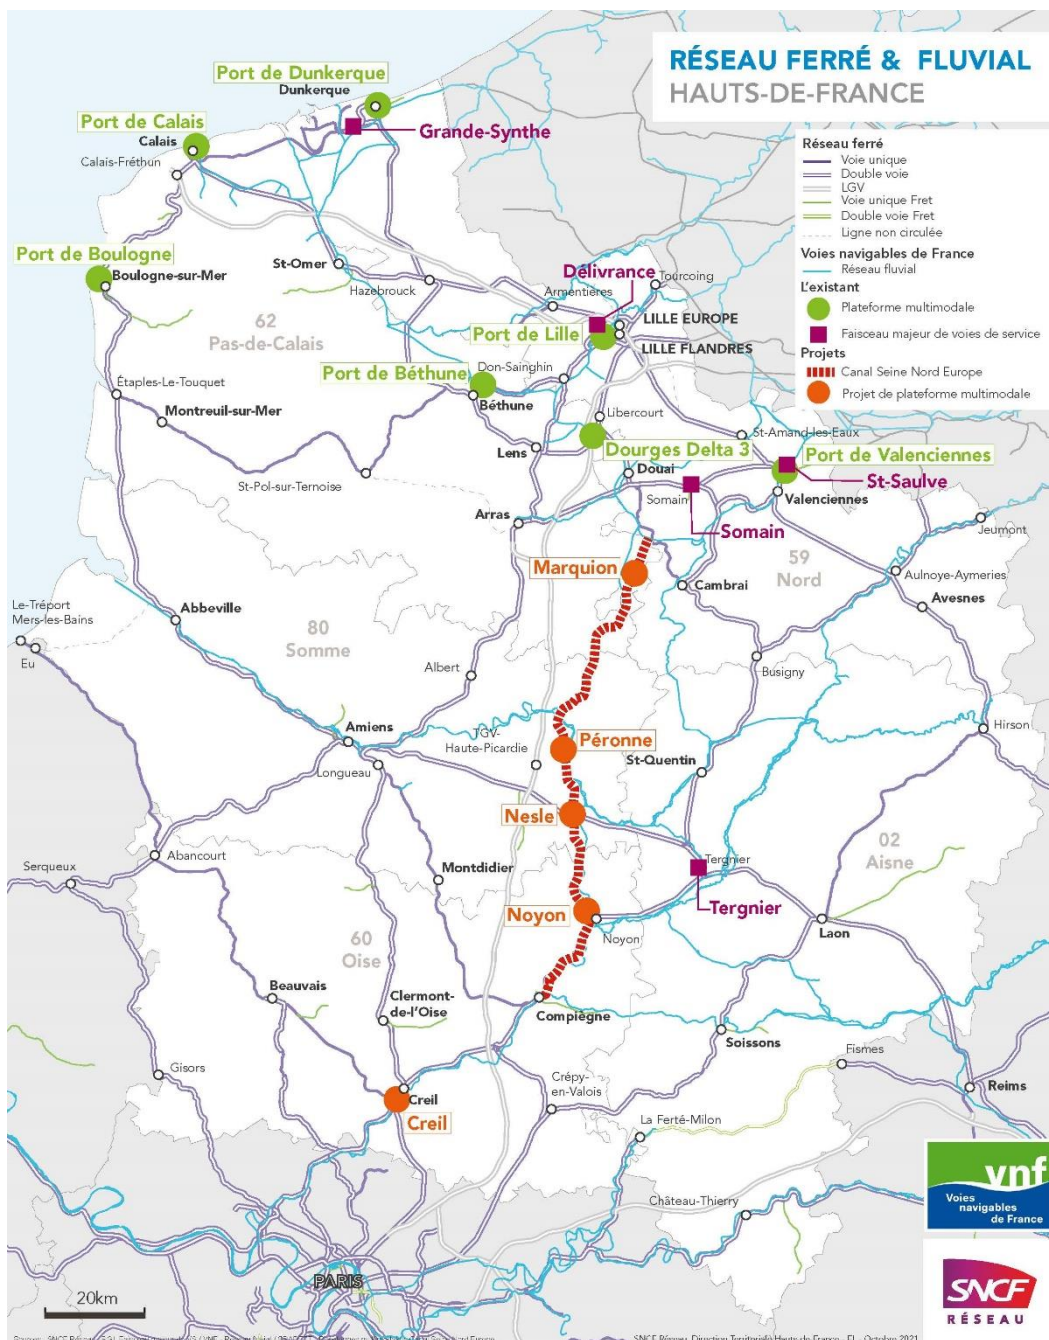 RÉSEAU FERRÉ & FLUVIAL
HAUTS-DE-FRANCE
Réseau ferré
Voie unique
Double voie
LGV
Voie unique Fret
Double voie Fret
Ligne non circulée
Voies navigables de France
Réseau fluvial
L'existant
Plateforme multimodale
Faisceau majeur de voies de service
Projets
Canal Seine Nord Europe
Projet de plateforme multimodale
Port de Dunkerque
Dunkerque
Port de Calais
Calais
Grande-Synthe
Calais-Fréthun
Port de Boulogne
Boulogne-sur-Mer
St-Omer
Hazebrouck
Délivrance
Tourcoing
Armentières
LILLE EUROPE
Port de Lille
LILLE FLANDRES
62
Pas-de-Calais
Don-Sainghin
Port de Béthune
Béthune
Étaples-Le-Touquet
Montreuil-sur-Mer
Libercourt
St-Amand-les-Eaux
Lens
Dourges Delta 3
Port de Valenciennes
Douai
St-Saulve
St-Pol-sur-Ternoise
Somain
Valenciennes
Arras
Somain
Jeumont
59
Nord
Marquion
Cambrai
Aulnoye-Aymeries
Avesnes
Le-Tréport
Mers-les-Bains
Abbeville
80
Somme
Eu
Albert
Busigny
Amiens
TGV-
Haute-Picardie
Péronne
Hirson
Longueau
St-Quentin
Nesle
02
Aisne
Abancourt
Serqueux
Montdidier
Tergnier
Tergnier
Noyon
Noyon
Laon
60
Oise
Beauvais
Clermont-
de-l'Oise
Compiègne
Soissons
Fismes
Gisors
Crépy-
en-Valois
Reims
Creil
Creil
La Ferté-Milon
Château-Thierry
PARIS
20km
vnf
Voies
navigables
de France
SNCF
RÉSEAU